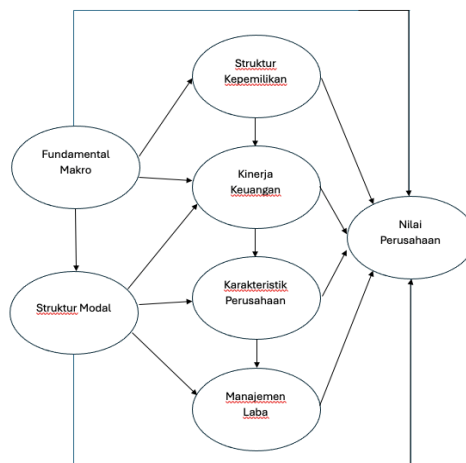 Struktur
Kepemilikan
Fundamental
Makro
Kinerja
Keuangan
Nilai
Perusahaan
Struktur Modal
Karakteristik
Perusahaan
Manajemen
Laba